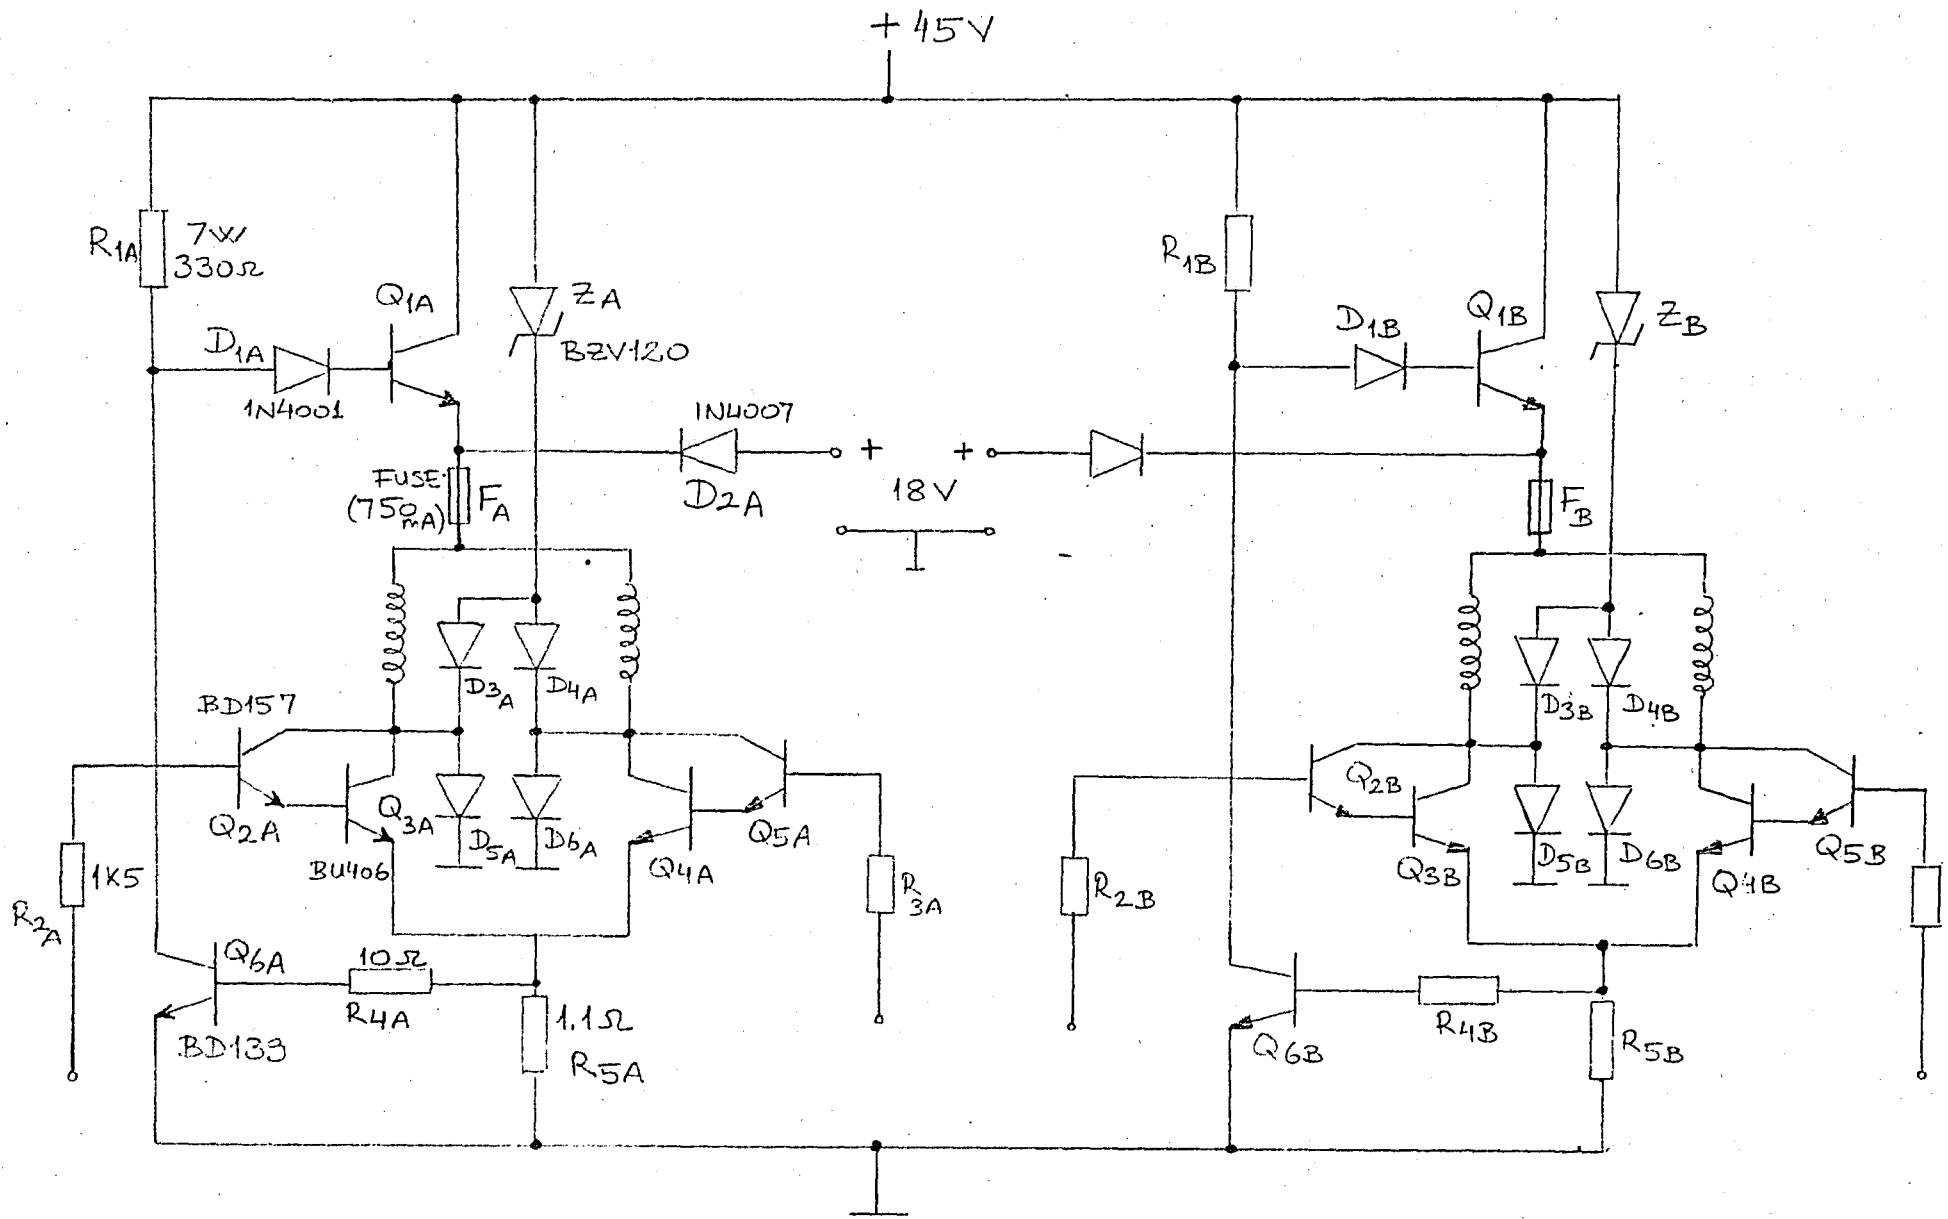 + 45V
R1A
7W
330Ω
Q1A
ZA
BZV120
D1A
1N4001
1N4007
D2A
+
+
18V
FUSE
(750mA)
FA
R1B
D1B
Q1B
ZB
FB
D3A
D4A
BD157
Q2A
Q3A
BU406
D5A
D6A
Q4A
Q5A
1K5
R2A
R3A
Q6A
BD139
10Ω
R4A
1.1Ω
R5A
D3B
D4B
Q2B
Q3B
D5B
D6B
Q4B
Q5B
R2B
Q6B
R4B
R5B